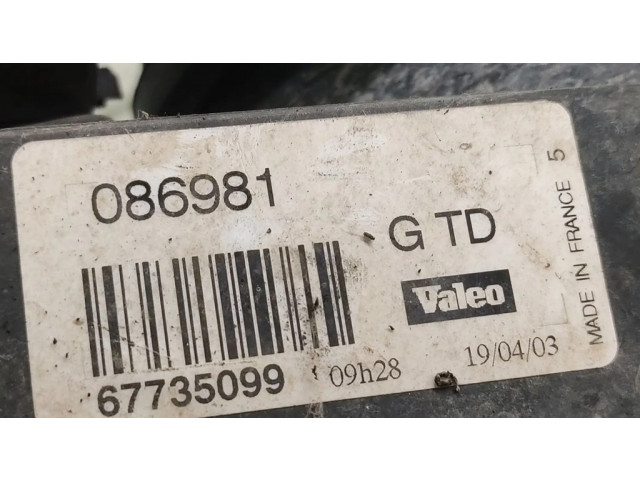 086981
G TD
Valeo
67735099
09h28
19/04/03
MADE IN FRANCE 5